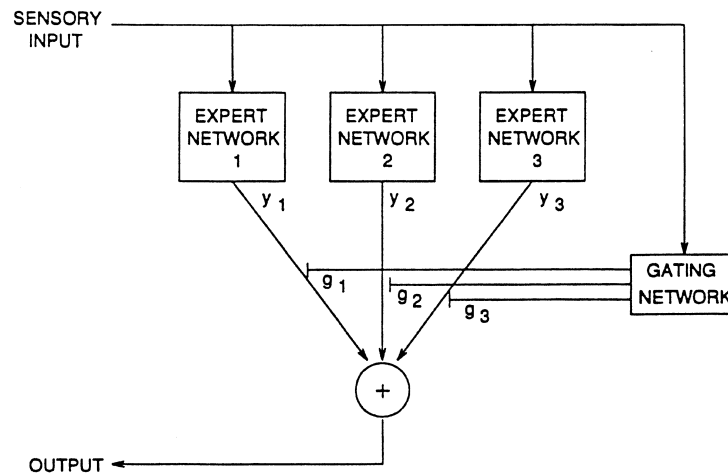 SENSORY
INPUT
EXPERT
NETWORK
1
EXPERT
NETWORK
2
EXPERT
NETWORK
3
y 1
y 2
y 3
g 1
g 2
g 3
GATING
NETWORK
+
OUTPUT